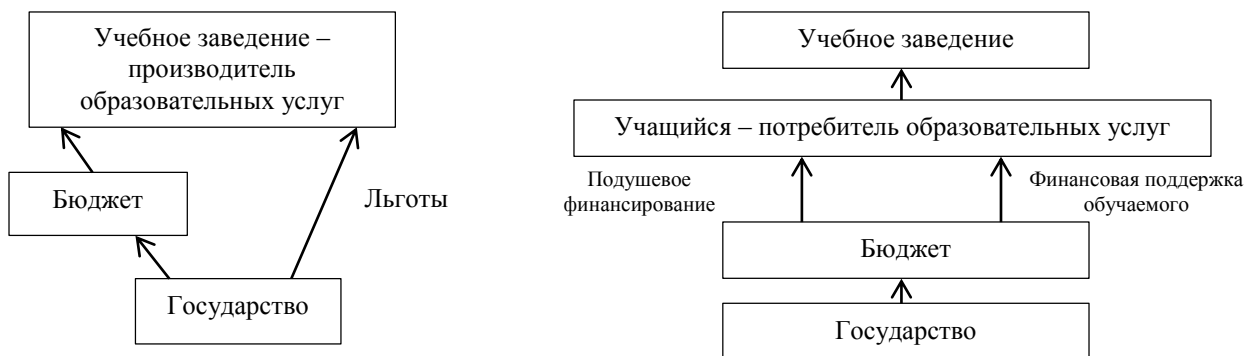 Учебное заведение –
производитель
образовательных услуг
Бюджет
Льготы
Государство
Учебное заведение
Учащийся – потребитель образовательных услуг
Подушевое
финансирование
Финансовая поддержка
обучаемого
Бюджет
Государство